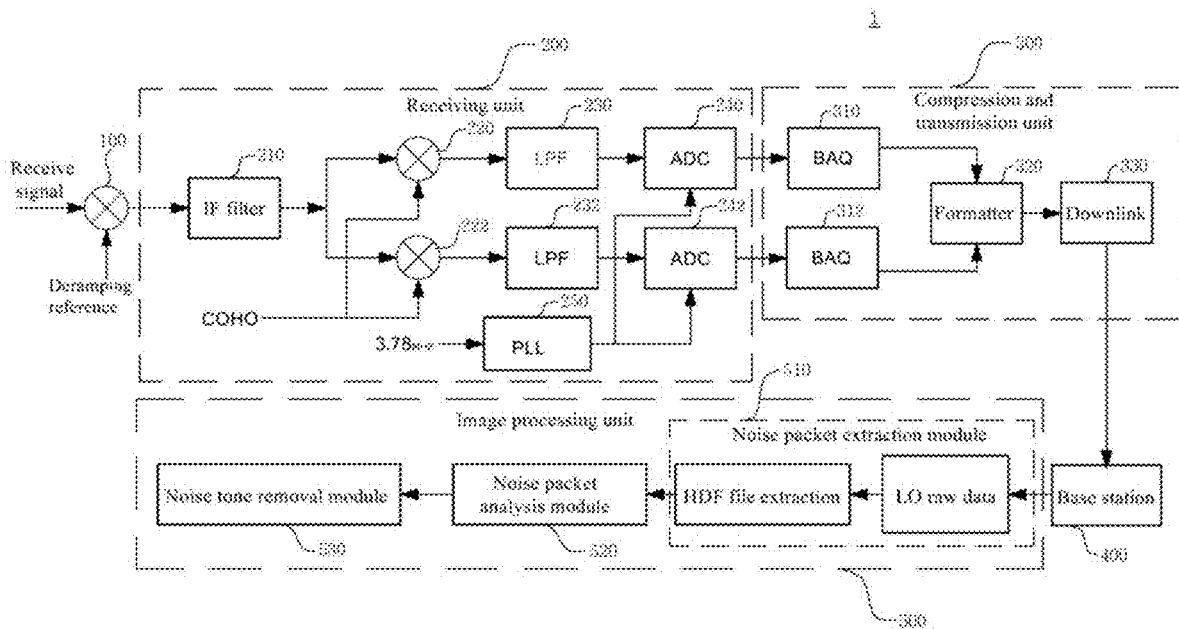 1
200
300
Receiving unit
Compression and
transmission unit
100
210
220
230
240
310
320
330
Receive
signal
IF filter
LPF
ADC
BAQ
Formatter
Downlink
222
232
242
312
LPF
ADC
BAQ
Deramping
reference
COHO
250
3.78
PLL
510
Image processing unit
Noise packet extraction module
Noise tone removal module
Noise packet
analysis module
HDF file extraction
LO raw data
Base station
530
520
400
500